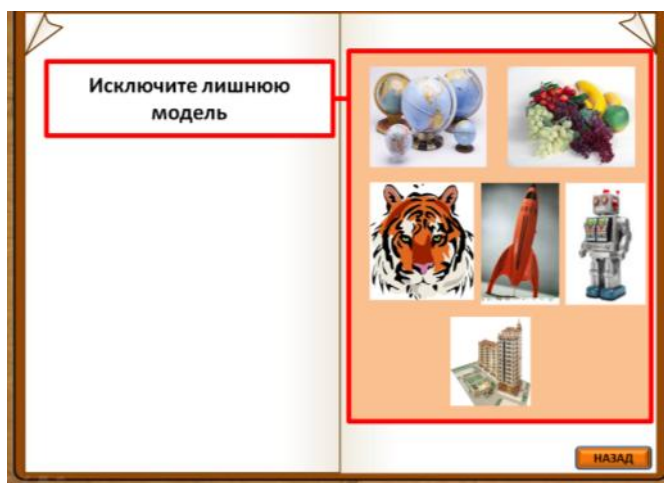 Исключите лишнюю
модель
НАЗАД